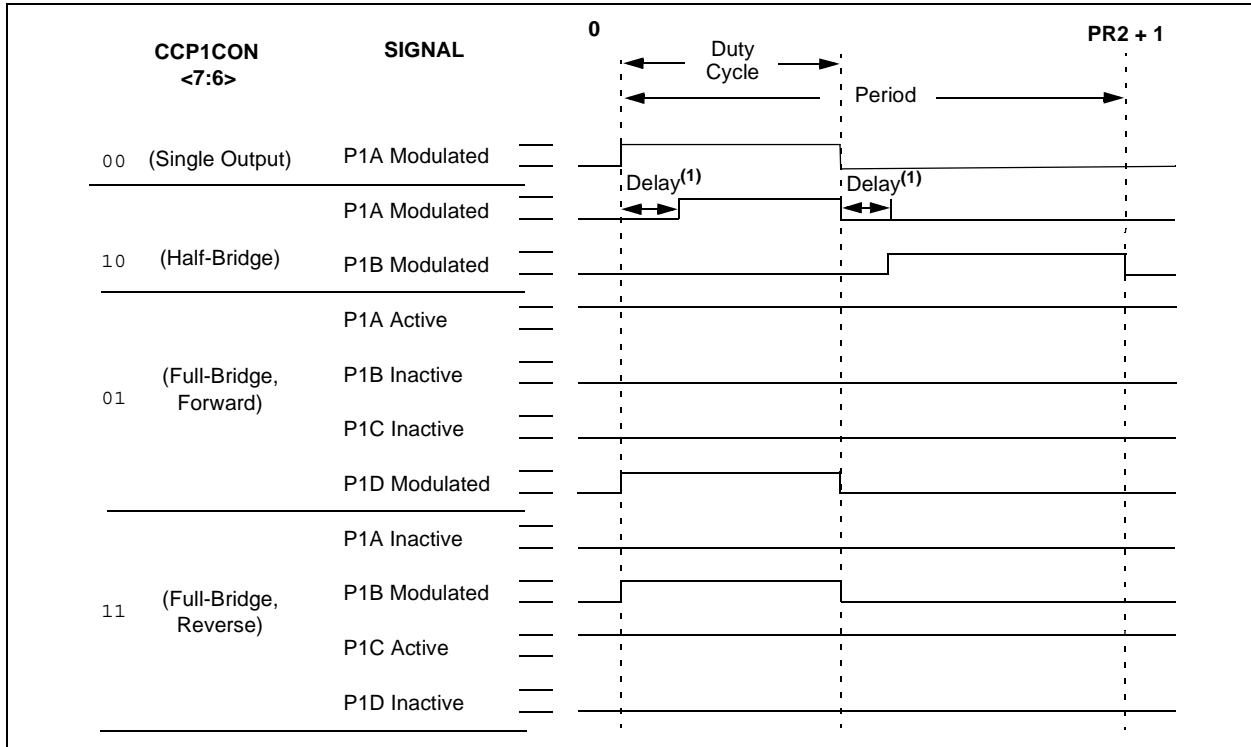 CCP1CON
<7:6>
SIGNAL
0
PR2 + 1
Duty
Cycle
Period
00 (Single Output) P1A Modulated
Delay(1)
Delay(1)
P1A Modulated
10 (Half-Bridge) P1B Modulated
P1A Active
01 (Full-Bridge,
Forward)
P1B Inactive
P1C Inactive
P1D Modulated
P1A Inactive
11 (Full-Bridge,
Reverse)
P1B Modulated
P1C Active
P1D Inactive